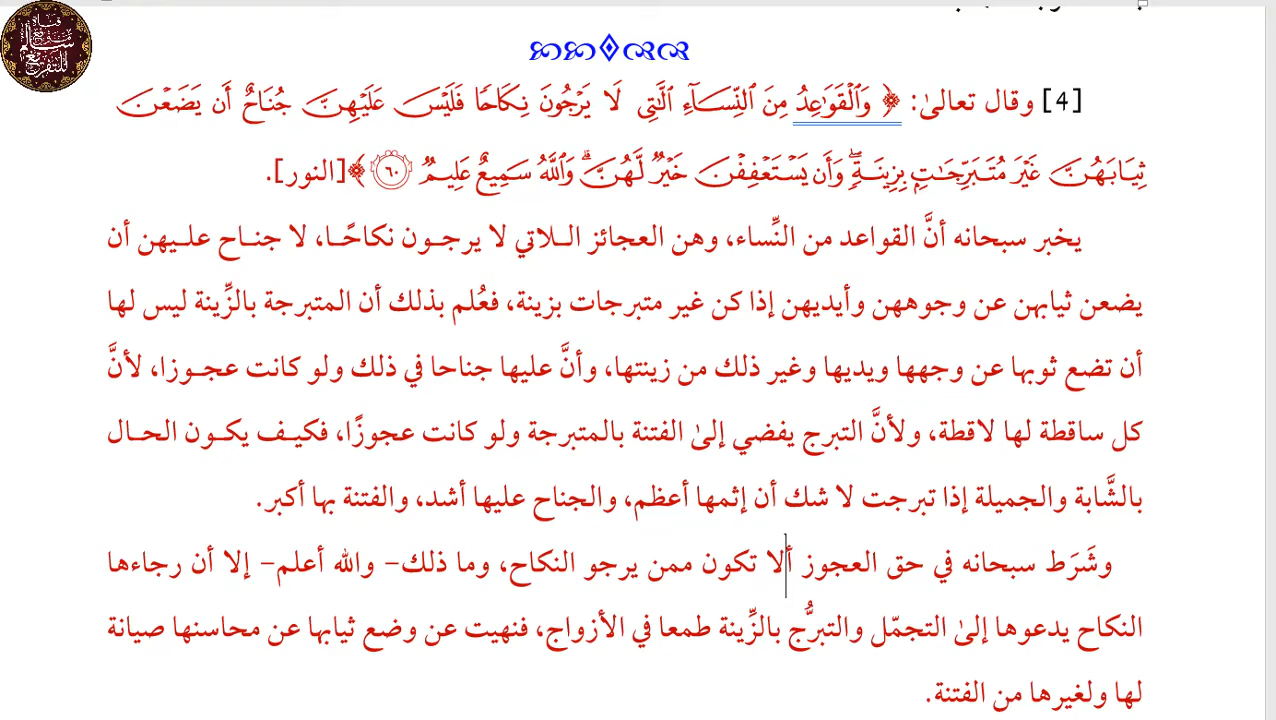 قناة
سالم
للتفريغ
[4] وقال تعالىٰ: ﴿ وَٱلْقَوَٰعِدُ مِنَ ٱلنِّسَآءِ ٱلَّٰتِى لَا يَرْجُونَ نِكَاحًا فَلَيْسَ عَلَيْهِنَّ جُنَاحٌ أَن يَضَعْنَ
ثِيَابَهُنَّ غَيْرَ مُتَبَرِّجَٰتٍۭ بِزِينَةٍۖ وَأَن يَسْتَعْفِفْنَ خَيْرٌ لَّهُنَّۗ وَٱللَّهُ سَمِيعٌ عَلِيمٌ ٦٠ ﴾[النور].
يخبر سبحانه أنَّ القواعد من النِّساء، وهن العجائز اللاتي لا يرجون نكاحًا، لا جناح عليهن أن
يضعن ثيابهن عن وجوههن وأيديهن إذا كن غير متبرجات بزينة، فعُلم بذلك أن المتبرجة بالزِّينة ليس لها
أن تضع ثوبها عن وجهها ويديها وغير ذلك من زينتها، وأنَّ عليها جناحا في ذلك ولو كانت عجوزا، لأنَّ
كل ساقطة لها لاقطة، ولأنَّ التبرج يفضي إلىٰ الفتنة بالمتبرجة ولو كانت عجوزًا، فكيف يكون الحال
بالشَّابة والجميلة إذا تبرجت لا شك أن إثمها أعظم، والجناح عليها أشد، والفتنة بها أكبر.
وشَرَط سبحانه في حق العجوز ألا تكون ممن يرجو النكاح، وما ذلك– والله أعلم– إلا أن رجاءها
النكاح يدعوها إلىٰ التجمّل والتبرُّج بالزِّينة طمعا في الأزواج، فنهيت عن وضع ثيابها عن محاسنها صيانة
لها ولغيرها من الفتنة.